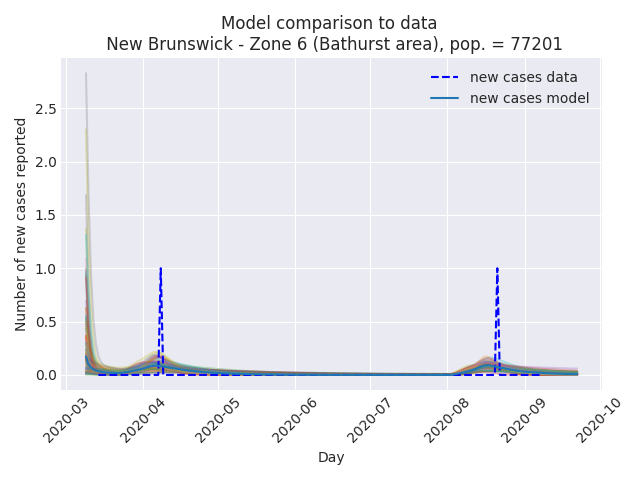 Model comparison to data
New Brunswick - Zone 6 (Bathurst area), pop. = 77201
new cases data
new cases model
Number of new cases reported
2.5
2.0
1.5
1.0
0.5
0.0
2020-03
2020-04
2020-05
2020-06
2020-07
2020-08
2020-09
2020-10
Day